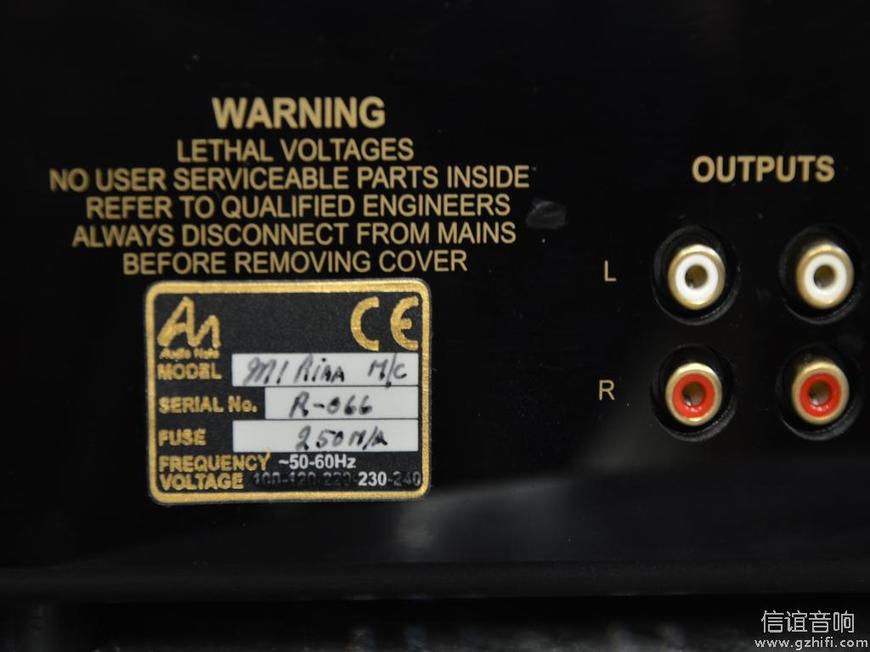 WARNING
LETHAL VOLTAGES
NO USER SERVICEABLE PARTS INSIDE
REFER TO QUALIFIED ENGINEERS
ALWAYS DISCONNECT FROM MAINS
BEFORE REMOVING COVER
OUTPUTS
L
R
Audio Note
CE
MODEL M1 Riaa M/C
SERIAL No. R-066
FUSE 250M/A
FREQUENCY ~50-60Hz
VOLTAGE 100-120-220-230-240
信谊音响
www.gzhifi.com